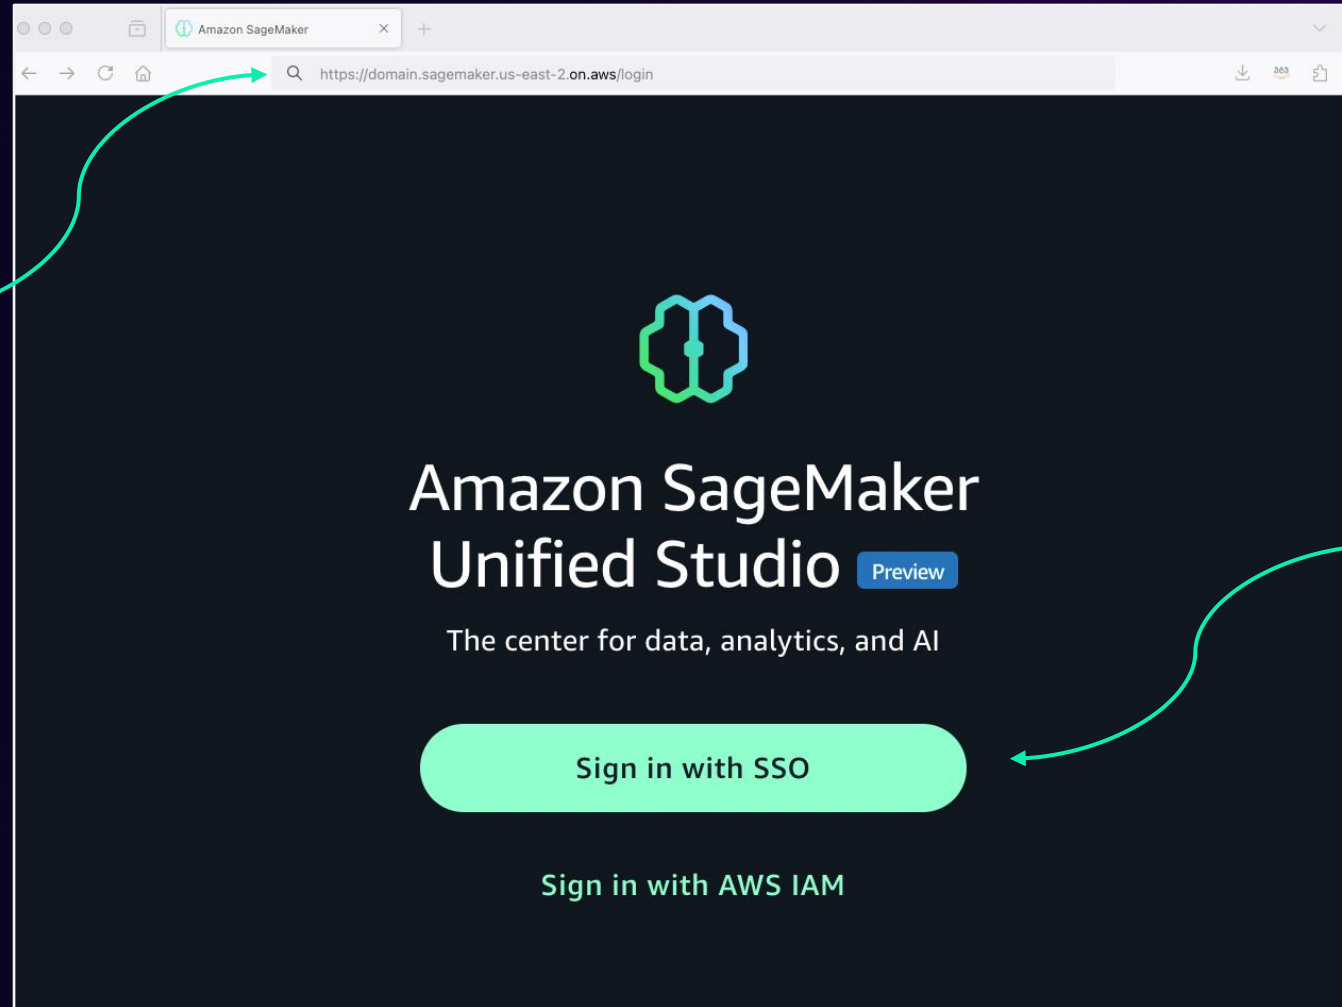 Amazon SageMaker
https://domain.sagemaker.us-east-2.on.aws/login
Amazon SageMaker
Unified Studio Preview
The center for data, analytics, and AI
Sign in with SSO
Sign in with AWS IAM